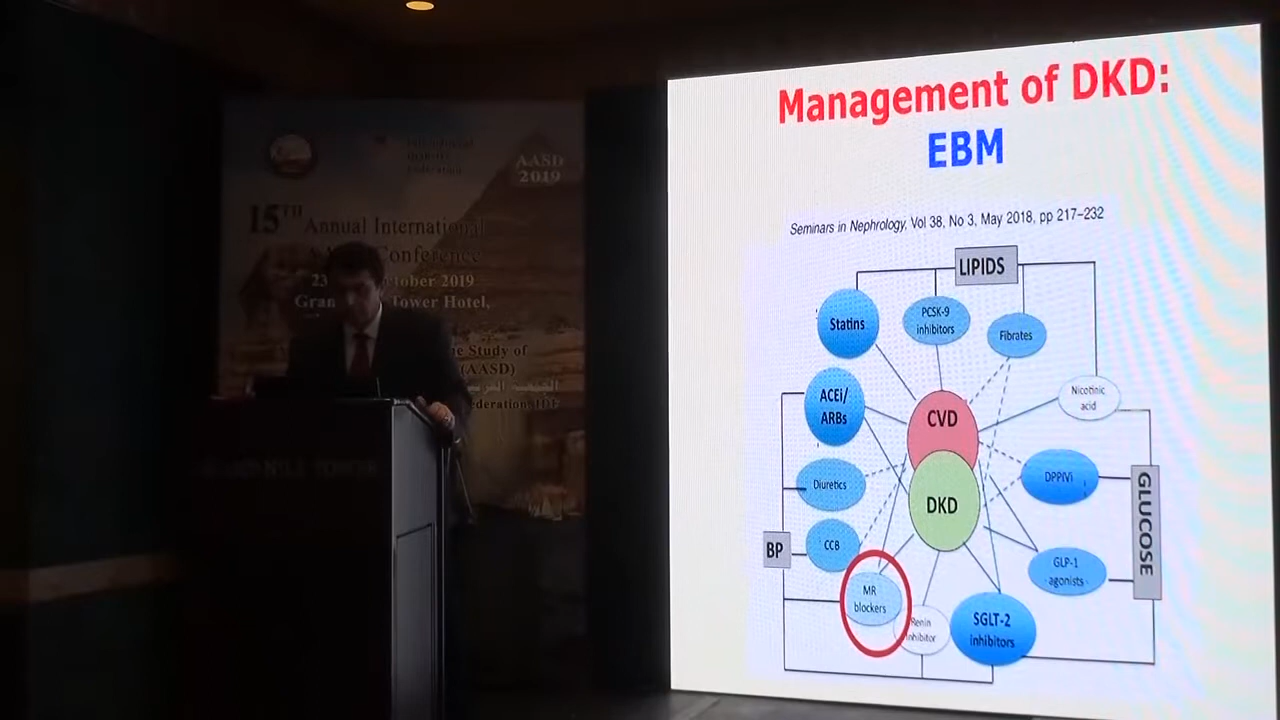 AASD
2019
15TH Annual International
Conference
23
tober 2019
Gran
Tower Hotel,
e Study of
(AASD)
ederation IDF
Management of DKD:
EBM
Seminars in Nephrology, Vol 38, No 3, May 2018, pp 217–232
LIPIDS
Statins
PCSK-9
inhibitors
Fibrates
ACEi/
ARBs
Nicotinic
acid
CVD
Diuretics
DPPIVi
DKD
GLUCOSE
BP
CCB
GLP-1
agonists
MR
blockers
Renin
Inhibitor
SGLT-2
inhibitors